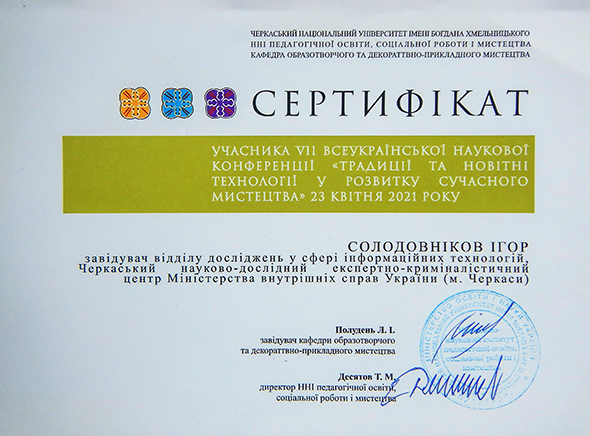 ЧЕРКАСЬКИЙ НАЦІОНАЛЬНИЙ УНІВЕРСИТЕТ ІМЕНІ БОГДАНА ХМЕЛЬНИЦЬКОГО
ННІ ПЕДАГОГІЧНОЇ ОСВІТИ, СОЦІАЛЬНОЇ РОБОТИ І МИСТЕЦТВА
КАФЕДРА ОБРАЗОТВОРЧОГО ТА ДЕКОРАТТВНО-ПРИКЛАДНОГО МИСТЕЦТВА
СЕРТИФІКАТ
УЧАСНИКА VII ВСЕУКРАЇНСЬКОЇ НАУКОВОЇ
КОНФЕРЕНЦІЇ «ТРАДИЦІЇ ТА НОВІТНІ
ТЕХНОЛОГІЇ У РОЗВИТКУ СУЧАСНОГО
МИСТЕЦТВА» 23 КВІТНЯ 2021 РОКУ
СОЛОДОВНІКОВ ІГОР
завідувач відділу досліджень у сфері інформаційних технологій,
Черкаський науково-дослідний експертно-криміналістичний
центр Міністерства внутрішніх справ України (м. Черкаси)
Полудень Л. І.
завідувач кафедри образотворчого
та декораттвно-прикладного мистецтва
Десятов Т. М.
директор ННІ педагогічної освіти,
соціальної роботи і мистецтва